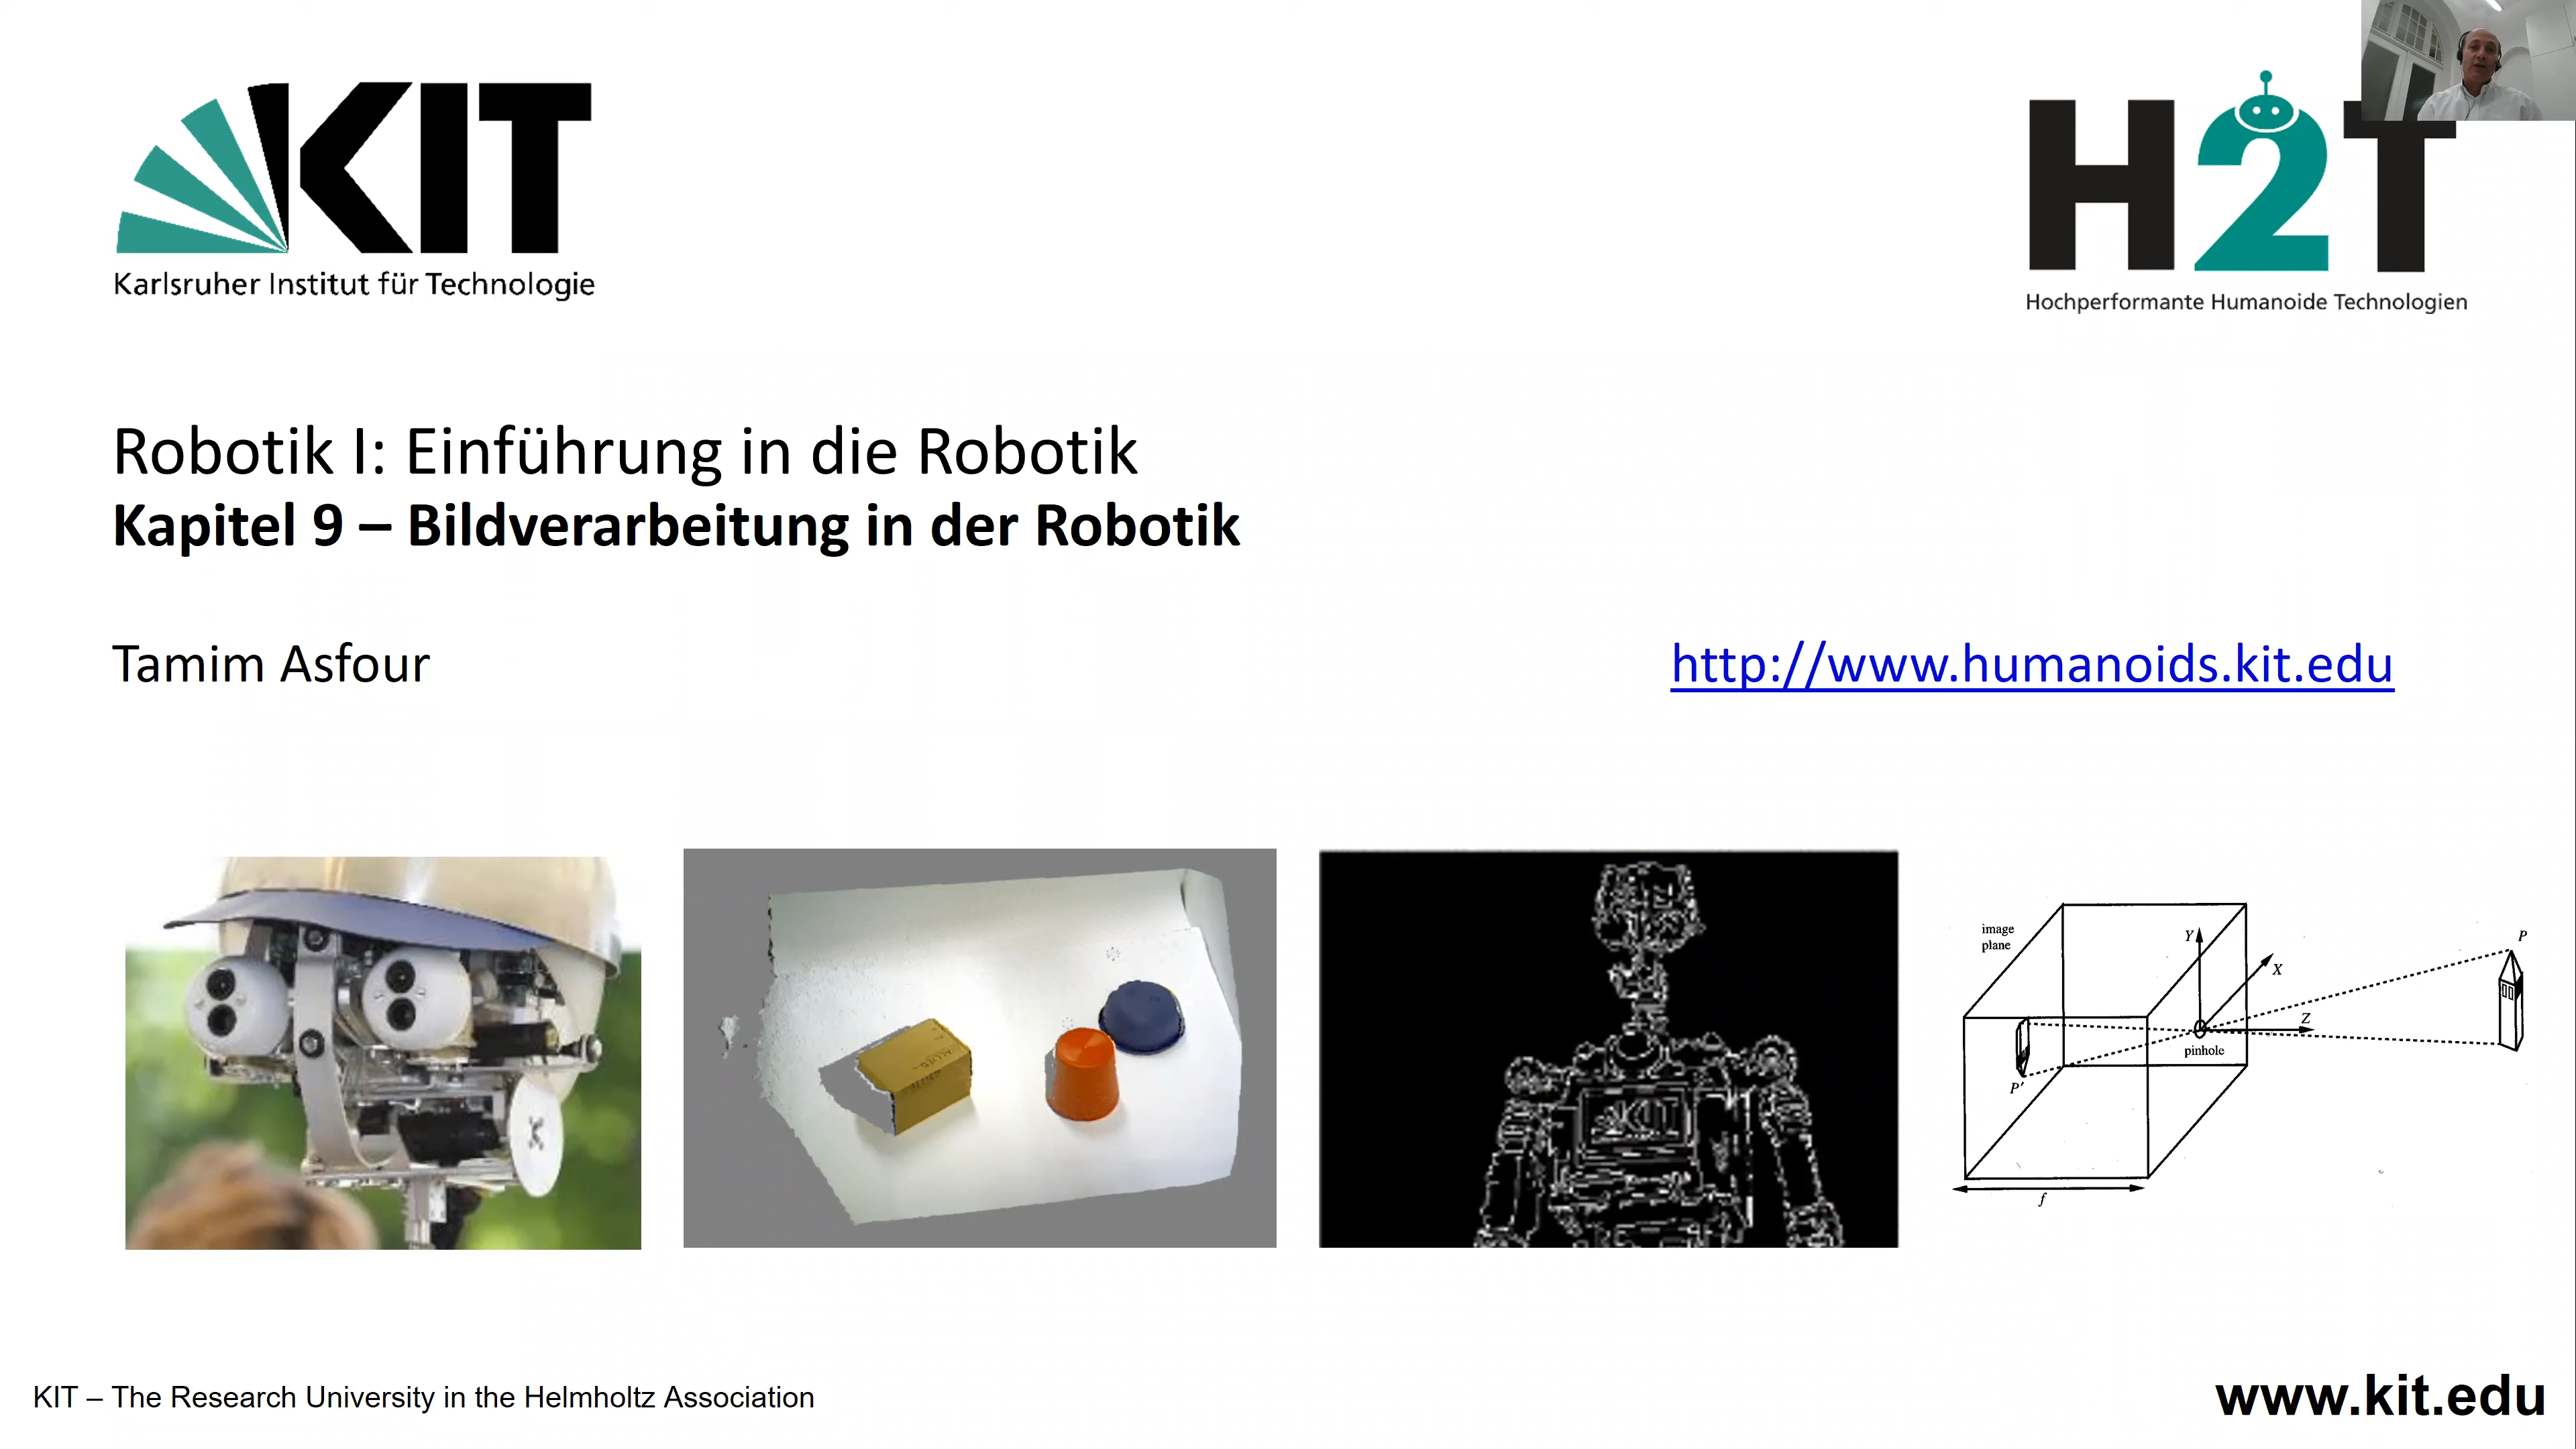 KIT
Karlsruher Institut für Technologie
H2T
Hochperformante Humanoide Technologien
Robotik I: Einführung in die Robotik
Kapitel 9 – Bildverarbeitung in der Robotik
Tamim Asfour
http://www.humanoids.kit.edu
KIT
image
plane
Y
X
Z
pinhole
P
P'
f
KIT – The Research University in the Helmholtz Association
www.kit.edu